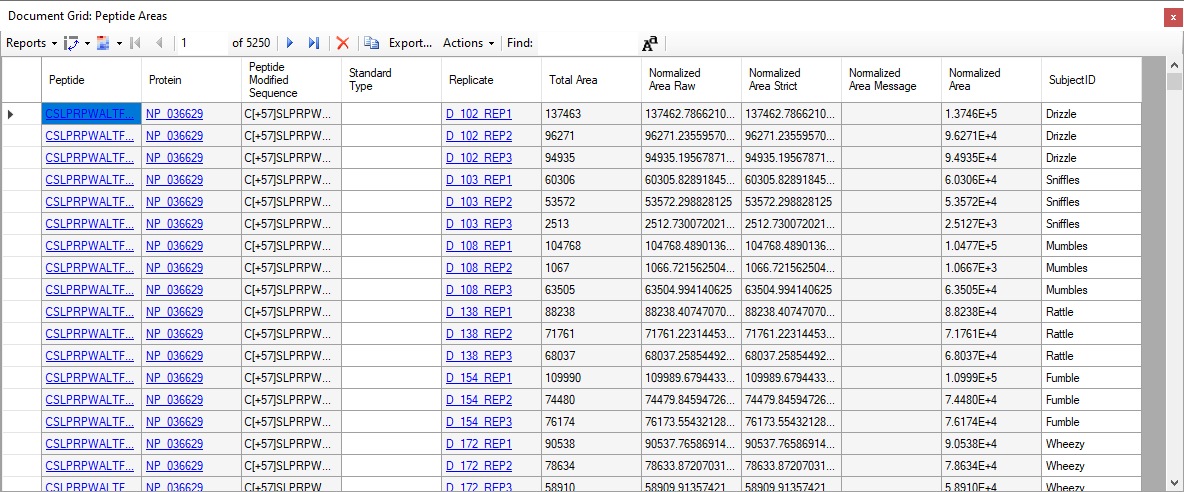 Document Grid: Peptide Areas
x
Reports 1 of 5250 Export... Actions Find: Aa
Peptide Protein Peptide Modified Sequence Standard Type Replicate Total Area Normalized Area Raw Normalized Area Strict Normalized Area Message Normalized Area SubjectID
CSLPRPWALTF... NP_036629 C[+57]SLPRPW... D_102_REP1 137463 137462.7866210... 137462.7866210... 1.3746E+5 Drizzle
CSLPRPWALTF... NP_036629 C[+57]SLPRPW... D_102_REP2 96271 96271.23559570... 96271.23559570... 9.6271E+4 Drizzle
CSLPRPWALTF... NP_036629 C[+57]SLPRPW... D_102_REP3 94935 94935.19567871... 94935.19567871... 9.4935E+4 Drizzle
CSLPRPWALTF... NP_036629 C[+57]SLPRPW... D_103_REP1 60306 60305.82891845... 60305.82891845... 6.0306E+4 Sniffles
CSLPRPWALTF... NP_036629 C[+57]SLPRPW... D_103_REP2 53572 53572.298828125 53572.298828125 5.3572E+4 Sniffles
CSLPRPWALTF... NP_036629 C[+57]SLPRPW... D_103_REP3 2513 2512.730072021... 2512.730072021... 2.5127E+3 Sniffles
CSLPRPWALTF... NP_036629 C[+57]SLPRPW... D_108_REP1 104768 104768.4890136... 104768.4890136... 1.0477E+5 Mumbles
CSLPRPWALTF... NP_036629 C[+57]SLPRPW... D_108_REP2 1067 1066.721562504... 1066.721562504... 1.0667E+3 Mumbles
CSLPRPWALTF... NP_036629 C[+57]SLPRPW... D_108_REP3 63505 63504.994140625 63504.994140625 6.3505E+4 Mumbles
CSLPRPWALTF... NP_036629 C[+57]SLPRPW... D_138_REP1 88238 88238.40747070... 88238.40747070... 8.8238E+4 Rattle
CSLPRPWALTF... NP_036629 C[+57]SLPRPW... D_138_REP2 71761 71761.22314453... 71761.22314453... 7.1761E+4 Rattle
CSLPRPWALTF... NP_036629 C[+57]SLPRPW... D_138_REP3 68037 68037.25854492... 68037.25854492... 6.8037E+4 Rattle
CSLPRPWALTF... NP_036629 C[+57]SLPRPW... D_154_REP1 109990 109989.6794433... 109989.6794433... 1.0999E+5 Fumble
CSLPRPWALTF... NP_036629 C[+57]SLPRPW... D_154_REP2 74480 74479.84594726... 74479.84594726... 7.4480E+4 Fumble
CSLPRPWALTF... NP_036629 C[+57]SLPRPW... D_154_REP3 76174 76173.55432128... 76173.55432128... 7.6174E+4 Fumble
CSLPRPWALTF... NP_036629 C[+57]SLPRPW... D_172_REP1 90538 90537.76586914... 90537.76586914... 9.0538E+4 Wheezy
CSLPRPWALTF... NP_036629 C[+57]SLPRPW... D_172_REP2 78634 78633.87207031... 78633.87207031... 7.8634E+4 Wheezy
CSLPRPWALTF... NP_036629 C[+57]SLPRPW... D_172_REP3 58910 58909.91357421... 58909.91357421... 5.8910E+4 Wheezy